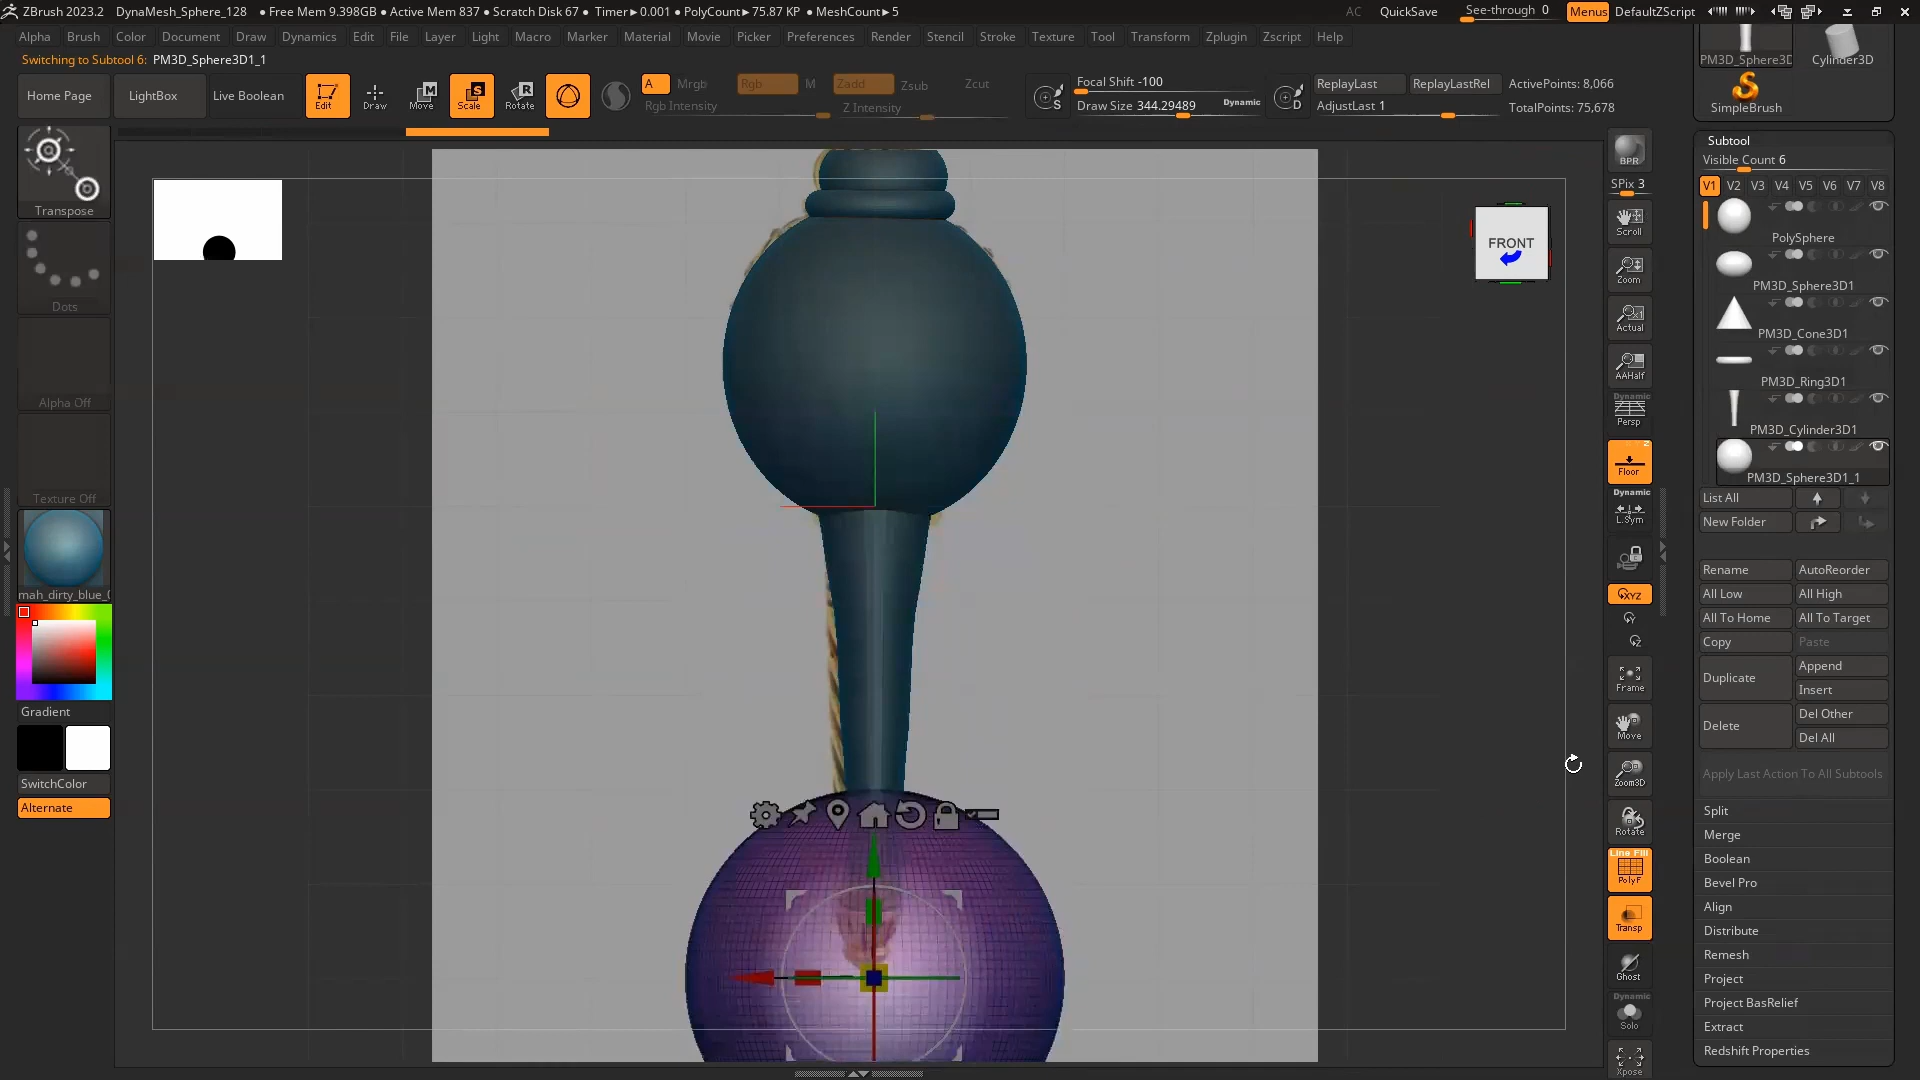 ZBrush 2023.2 DynaMesh_Sphere_128 ● Free Mem 9.398GB ● Active Mem 837 ● Scratch Disk 67 ● Timer►0.001 ● PolyCount►75.87 KP ● MeshCount►5
AC QuickSave See-through 0 Menus DefaultZScript
Alpha Brush Color Document Draw Dynamics Edit File Layer Light Macro Marker Material Movie Picker Preferences Render Stencil Stroke Texture Tool Transform Zplugin Zscript Help
Switching to Subtool 6: PM3D_Sphere3D1_1
PM3D_Sphere3D Cylinder3D
SimpleBrush
Home Page LightBox Live Boolean Edit Draw Move Scale Rotate
A Mrgb Rgb M Zadd Zsub Zcut
Rgb Intensity Z Intensity
S Focal Shift -100
Draw Size 344.29489 Dynamic
D ReplayLast ReplayLastRel ActivePoints: 8,066
AdjustLast 1 TotalPoints: 75,678
Transpose
Dots
Alpha Off
Texture Off
mah_dirty_blue_0
Gradient
SwitchColor
Alternate
FRONT
BPR
SPix 3
Scroll
Zoom
Actual
AAHalf
Dynamic
Persp
Floor
Dynamic
L.Sym
XYZ
Y
Z
Frame
Move
Zoom3D
Rotate
Line Fill
PolyF
Transp
Ghost
Dynamic
Solo
Xpose
Subtool
Visible Count 6
V1 V2 V3 V4 V5 V6 V7 V8
PolySphere
PM3D_Sphere3D1
PM3D_Cone3D1
PM3D_Ring3D1
PM3D_Cylinder3D1
PM3D_Sphere3D1_1
List All
New Folder
Rename AutoReorder
All Low All High
All To Home All To Target
Copy Paste
Duplicate Append
Insert
Delete Del Other
Del All
Apply Last Action To All Subtools
Split
Merge
Boolean
Bevel Pro
Align
Distribute
Remesh
Project
Project BasRelief
Extract
Redshift Properties